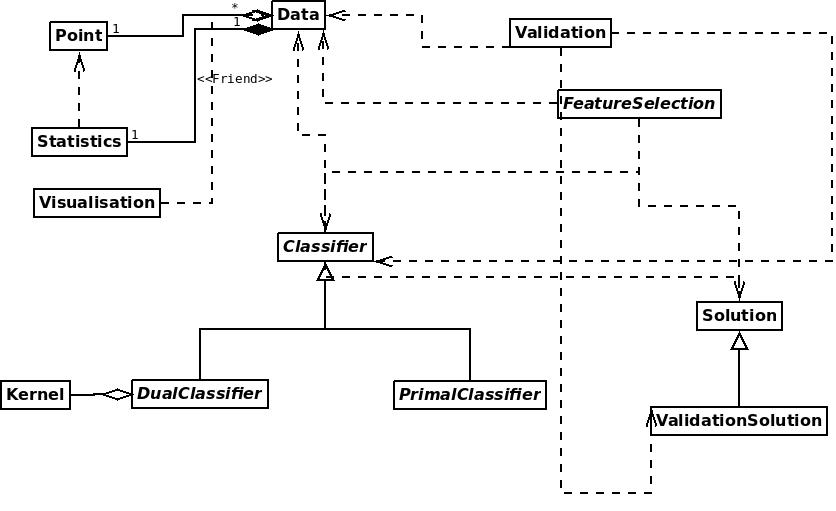 *
Data
1
Point
1
Validation
<<Friend>>
FeatureSelection
1
Statistics
Visualisation
Classifier
Solution
Kernel
DualClassifier
PrimalClassifier
ValidationSolution